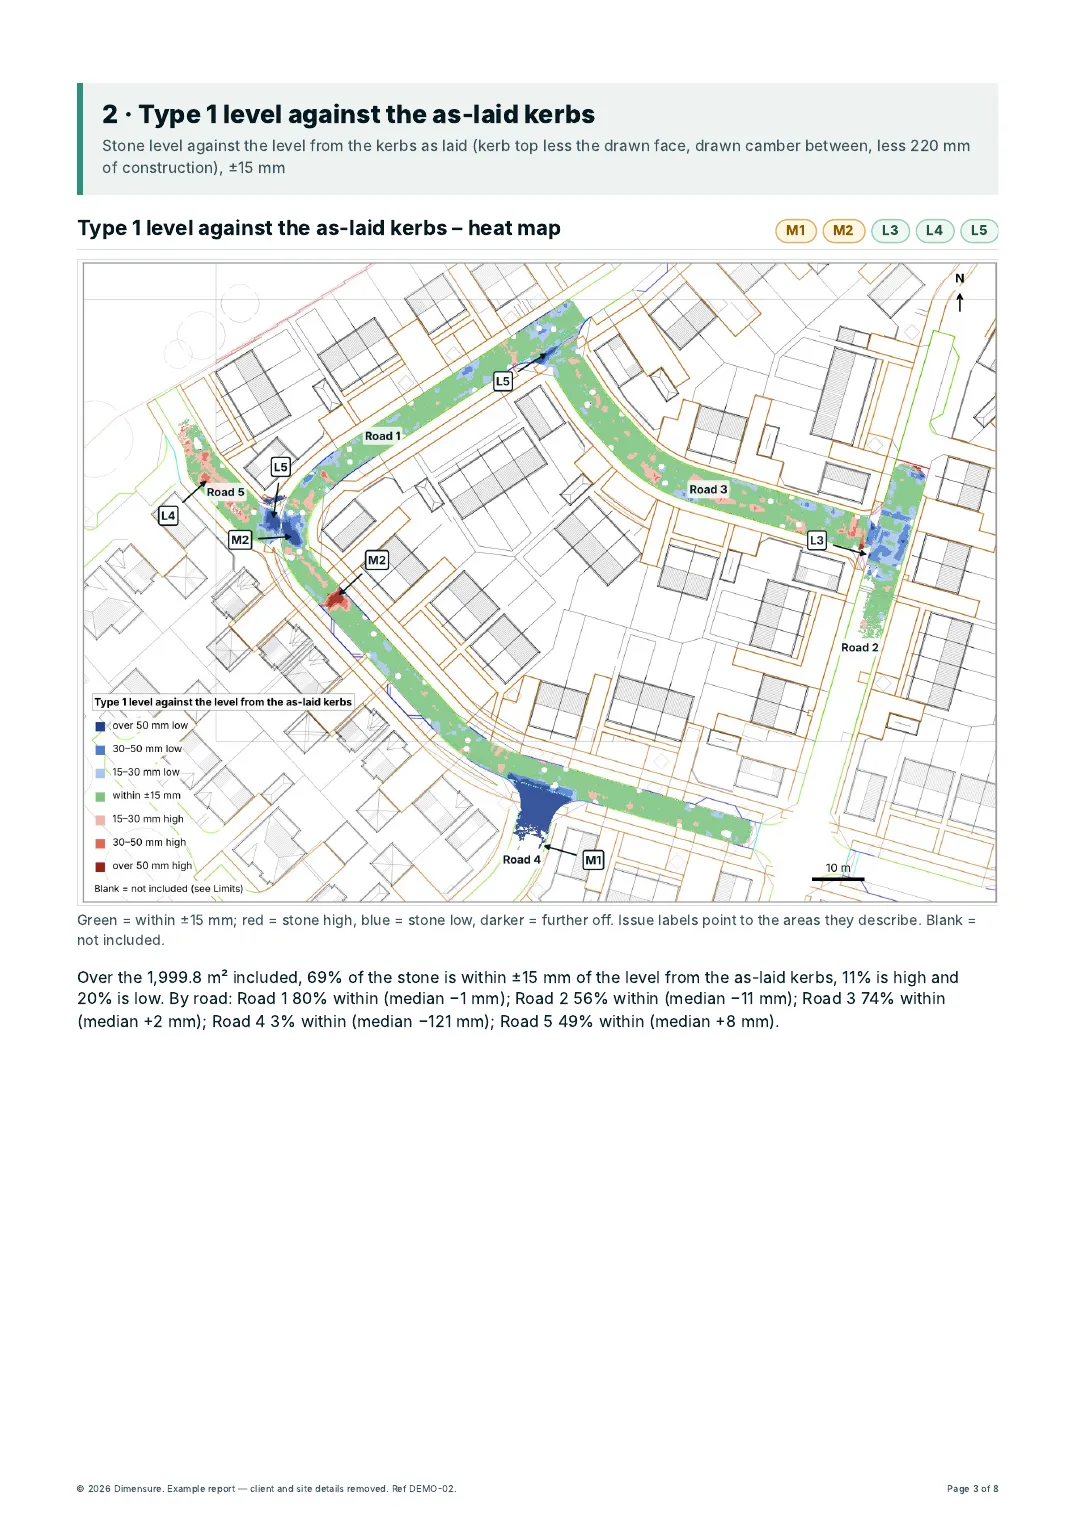 2 · Type 1 level against the as-laid kerbs
Stone level against the level from the kerbs as laid (kerb top less the drawn face, drawn camber between, less 220 mm
of construction), ±15 mm
Type 1 level against the as-laid kerbs – heat map
M1 M2 L3 L4 L5
N
L5
Road 1
L5
Road 5
Road 3
L4
M2
L3
M2
Road 2
Type 1 level against the level from the as-laid kerbs
over 50 mm low
30–50 mm low
15–30 mm low
within ±15 mm
15–30 mm high
30–50 mm high
over 50 mm high
Blank = not included (see Limits)
Road 4
M1
10 m
Green = within ±15 mm; red = stone high, blue = stone low, darker = further off. Issue labels point to the areas they describe. Blank =
not included.
Over the 1,999.8 m² included, 69% of the stone is within ±15 mm of the level from the as-laid kerbs, 11% is high and
20% is low. By road: Road 1 80% within (median −1 mm); Road 2 56% within (median −11 mm); Road 3 74% within
(median +2 mm); Road 4 3% within (median −121 mm); Road 5 49% within (median +8 mm).
© 2026 Dimensure. Example report — client and site details removed. Ref DEMO-02.
Page 3 of 8